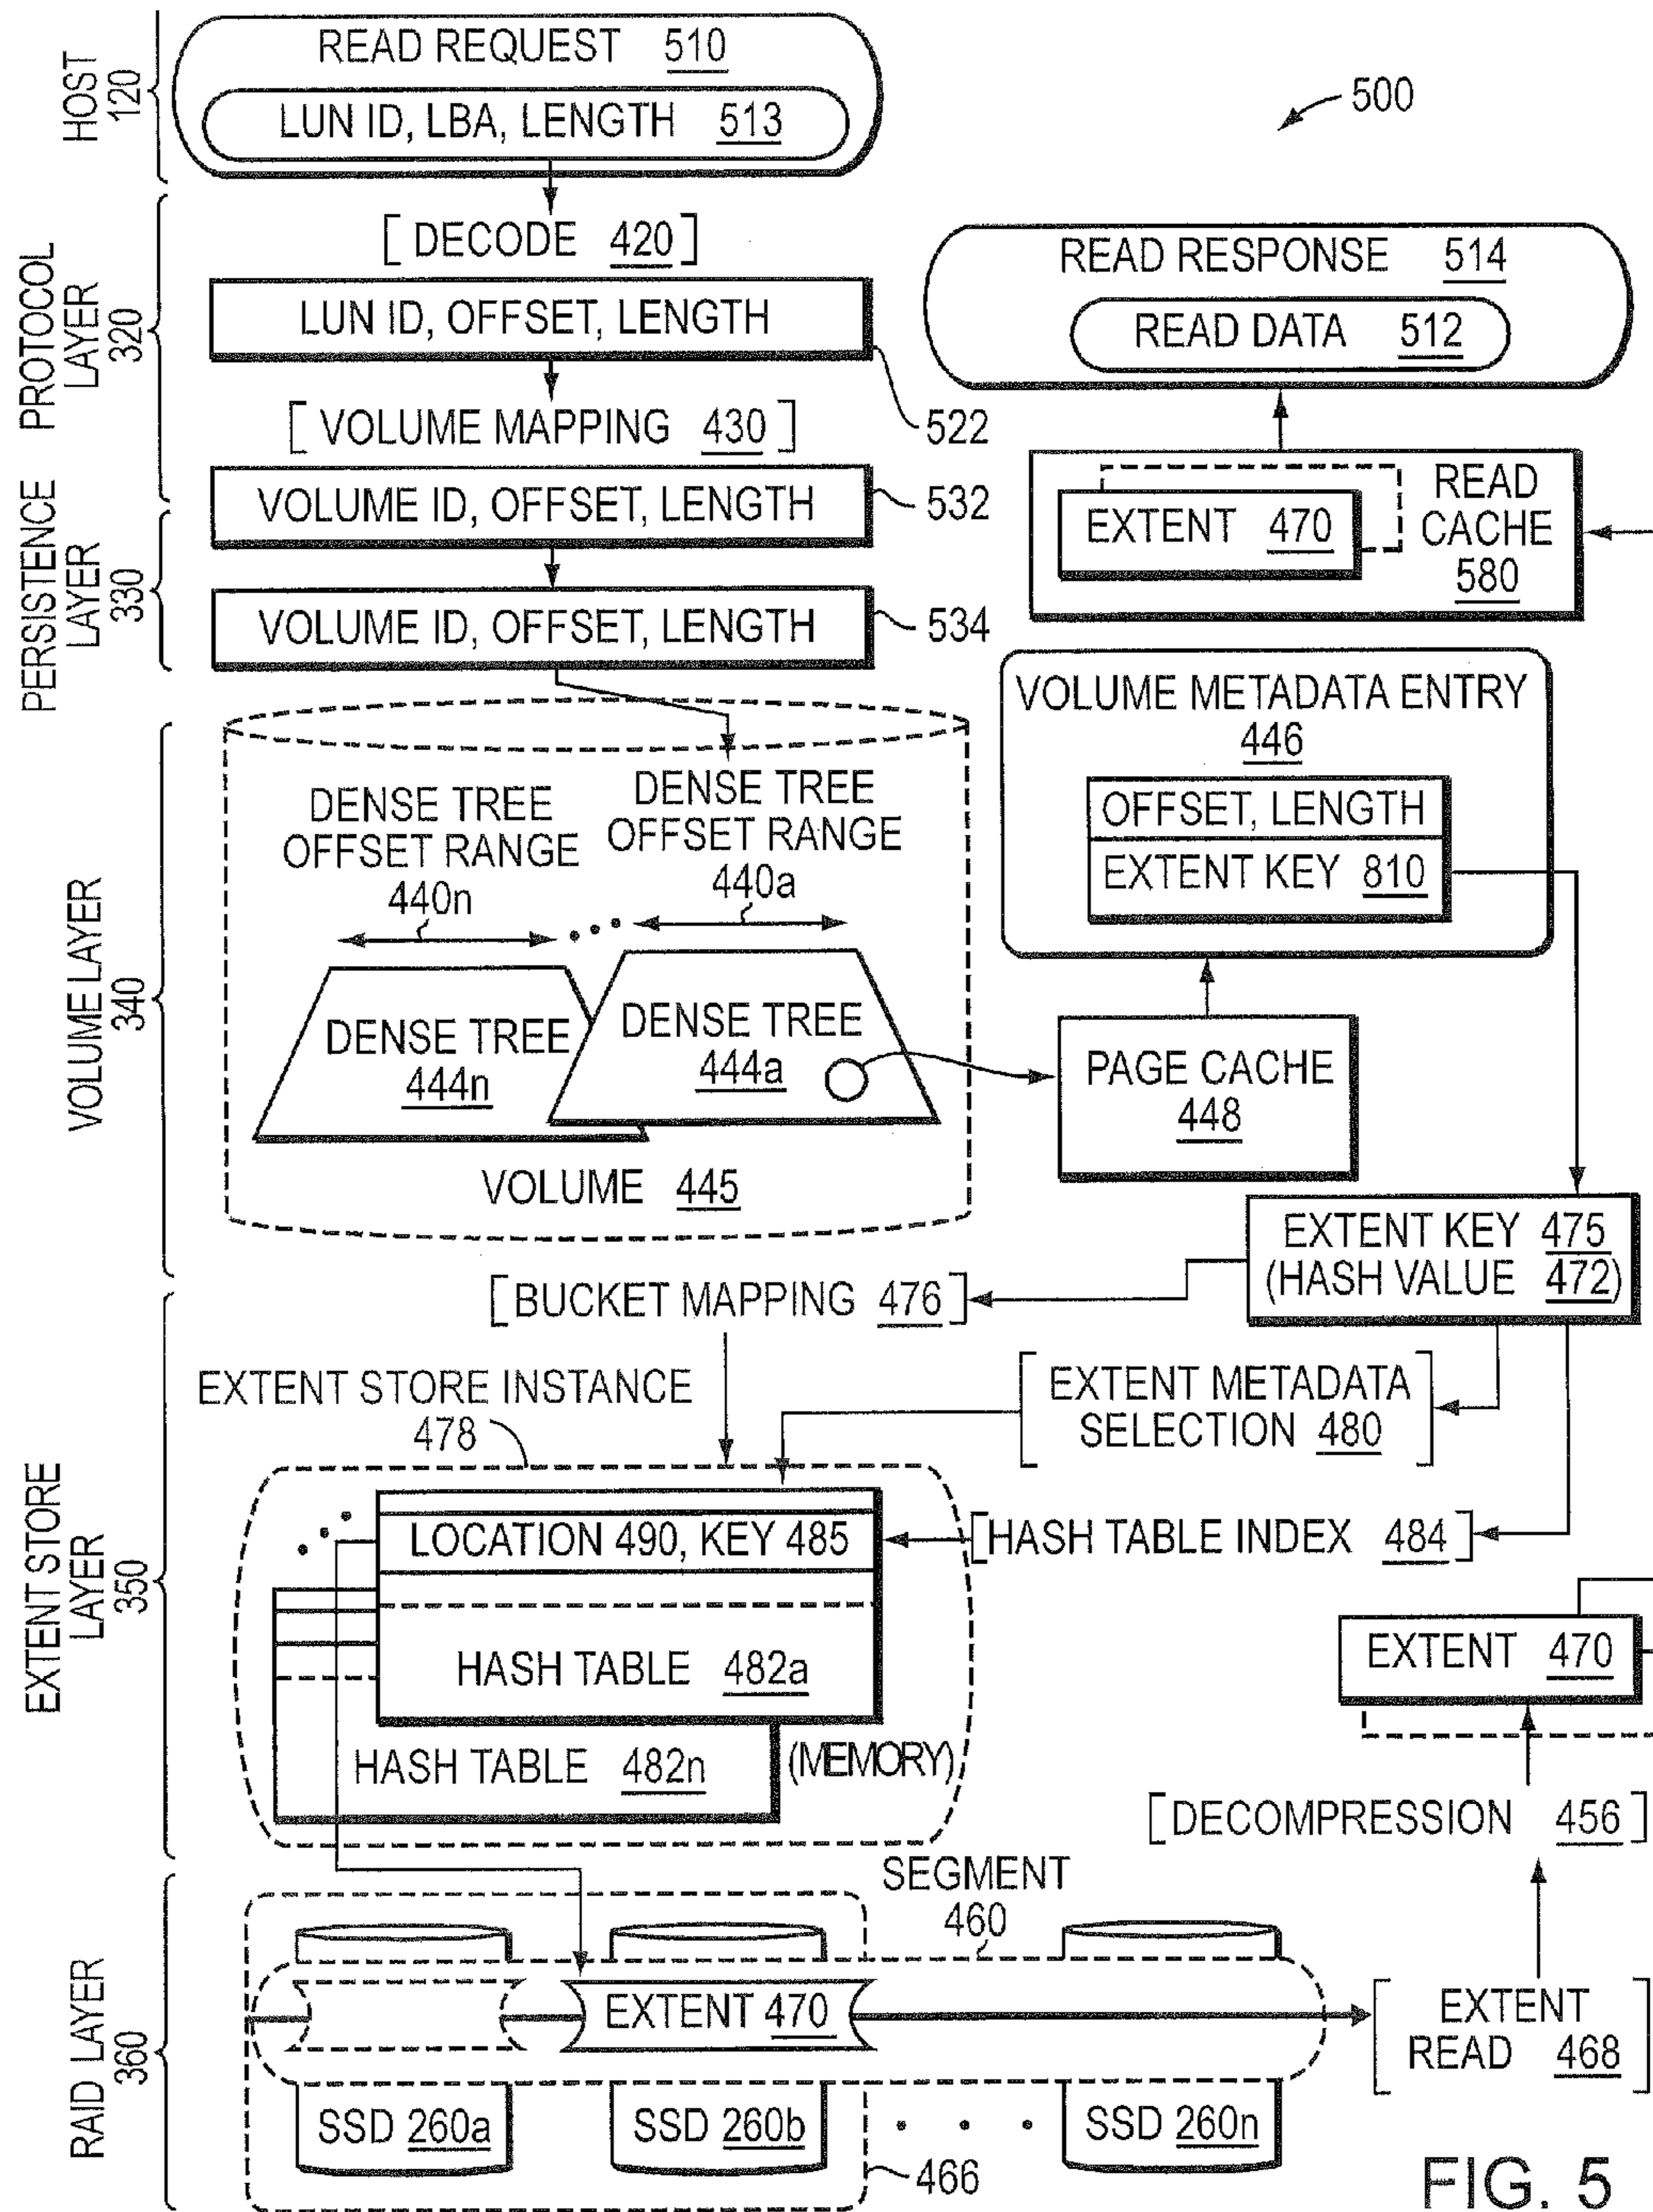 HOST
120
READ REQUEST 510
LUN ID, LBA, LENGTH 513
500
PROTOCOL
LAYER
320
[DECODE 420]
LUN ID, OFFSET, LENGTH
522
[VOLUME MAPPING 430]
VOLUME ID, OFFSET, LENGTH
532
PERSISTENCE
LAYER
330
VOLUME ID, OFFSET, LENGTH
534
READ RESPONSE 514
READ DATA 512
EXTENT 470
READ
CACHE
580
VOLUME LAYER
340
DENSE TREE
OFFSET RANGE
440n
DENSE TREE
OFFSET RANGE
440a
DENSE TREE
444n
DENSE TREE
444a
VOLUME 445
VOLUME METADATA ENTRY
446
OFFSET, LENGTH
EXTENT KEY 810
PAGE CACHE
448
EXTENT KEY 475
(HASH VALUE 472)
EXTENT STORE
LAYER
350
[BUCKET MAPPING 476]
EXTENT STORE INSTANCE
478
[EXTENT METADATA
SELECTION 480]
LOCATION 490, KEY 485
[HASH TABLE INDEX 484]
HASH TABLE 482a
HASH TABLE 482n
(MEMORY)
EXTENT 470
[DECOMPRESSION 456]
RAID LAYER
360
SEGMENT
460
EXTENT 470
[EXTENT
READ 468]
SSD 260a
SSD 260b
SSD 260n
466
FIG. 5